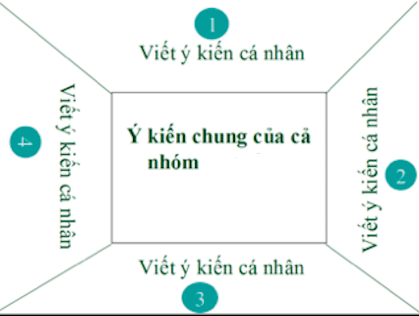 1
Viết ý kiến cá nhân
Viết ý kiến cá nhân
4
Ý kiến chung của cả
nhóm
Viết ý kiến cá nhân
2
Viết ý kiến cá nhân
3